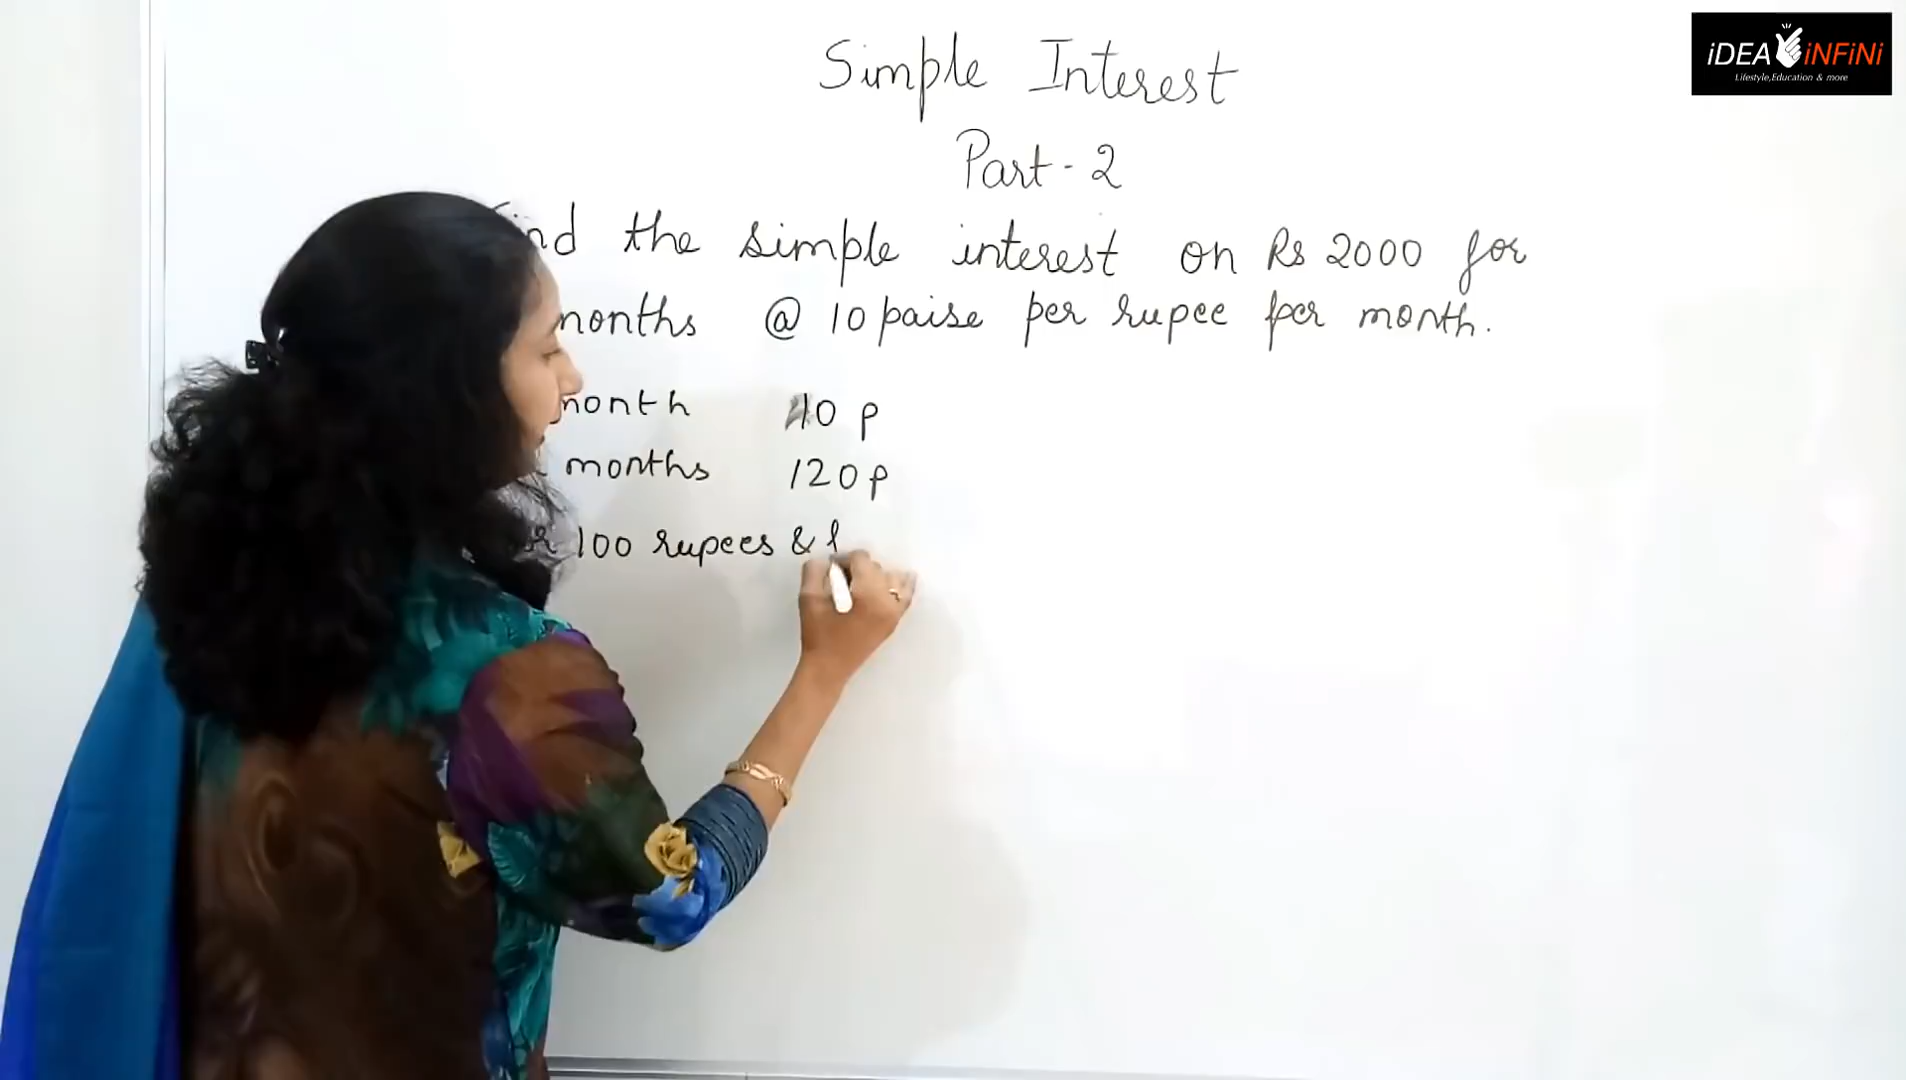 iDEA iNFiNi
Lifestyle,Education & more
Simple Interest
Part - 2
the simple interest on Rs 2000 for
months @ 10 paise per rupee per month.
month 10 p
months 120 p
100 rupees &